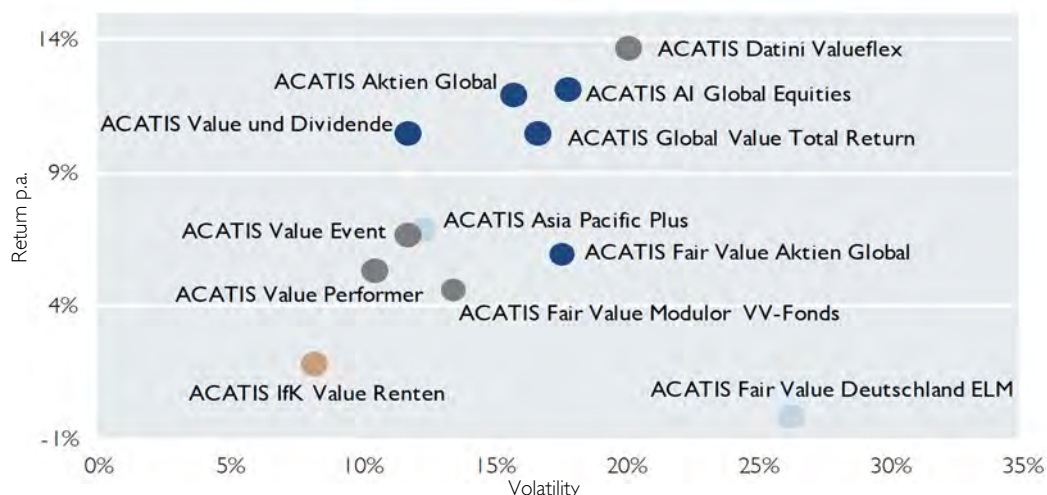 14%
ACATIS Datini Valueflex
ACATIS Aktien Global
ACATIS AI Global Equities
ACATIS Value und Dividende
ACATIS Global Value Total Return
9%
Return p.a.
ACATIS Asia Pacific Plus
ACATIS Value Event
ACATIS Fair Value Aktien Global
ACATIS Value Performer
4%
ACATIS Fair Value Modulor VV-Fonds
ACATIS IfK Value Renten
ACATIS Fair Value Deutschland ELM
-1%
0% 5% 10% 15% 20% 25% 30% 35%
Volatility